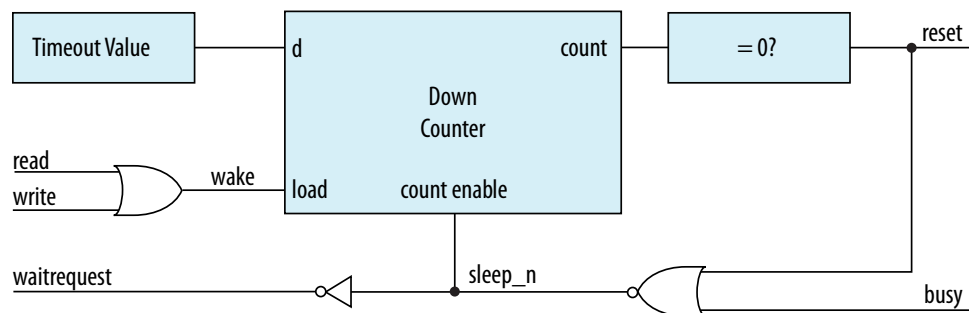 Timeout Value
d
count
= 0?
reset
Down
Counter
read
write
wake
load
count enable
waitrequest
sleep_n
busy